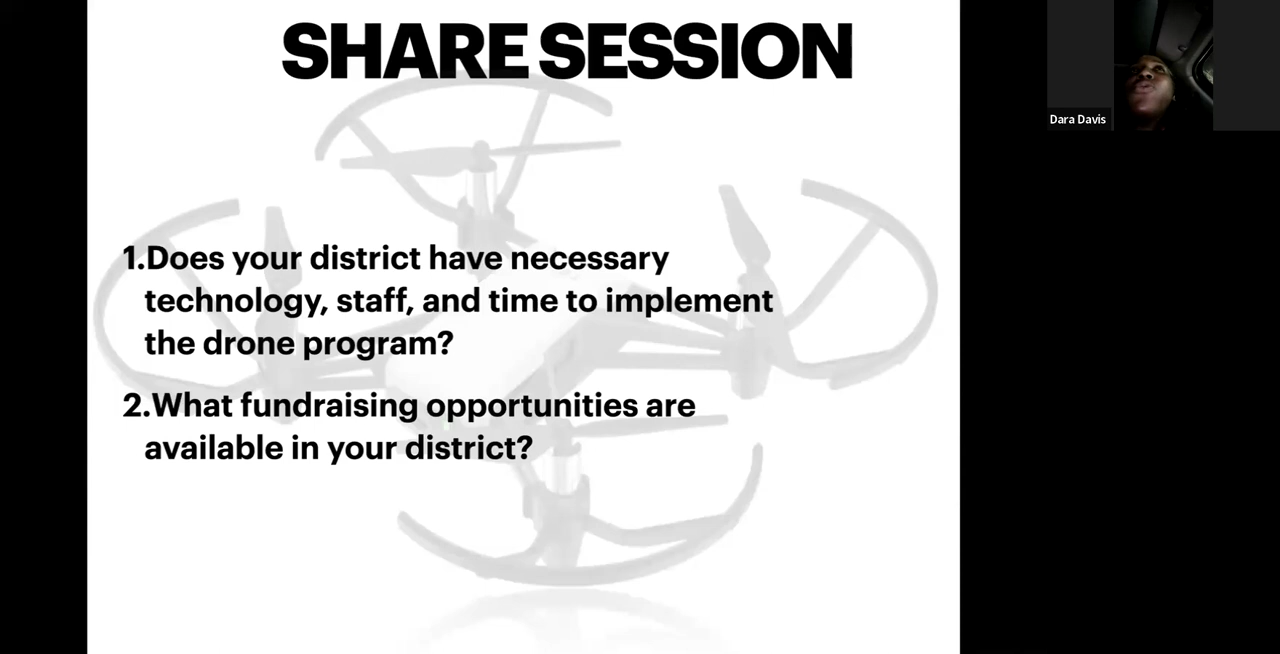 SHARE SESSION
1.Does your district have necessary
technology, staff, and time to implement
the drone program?
2.What fundraising opportunities are
available in your district?
Dara Davis